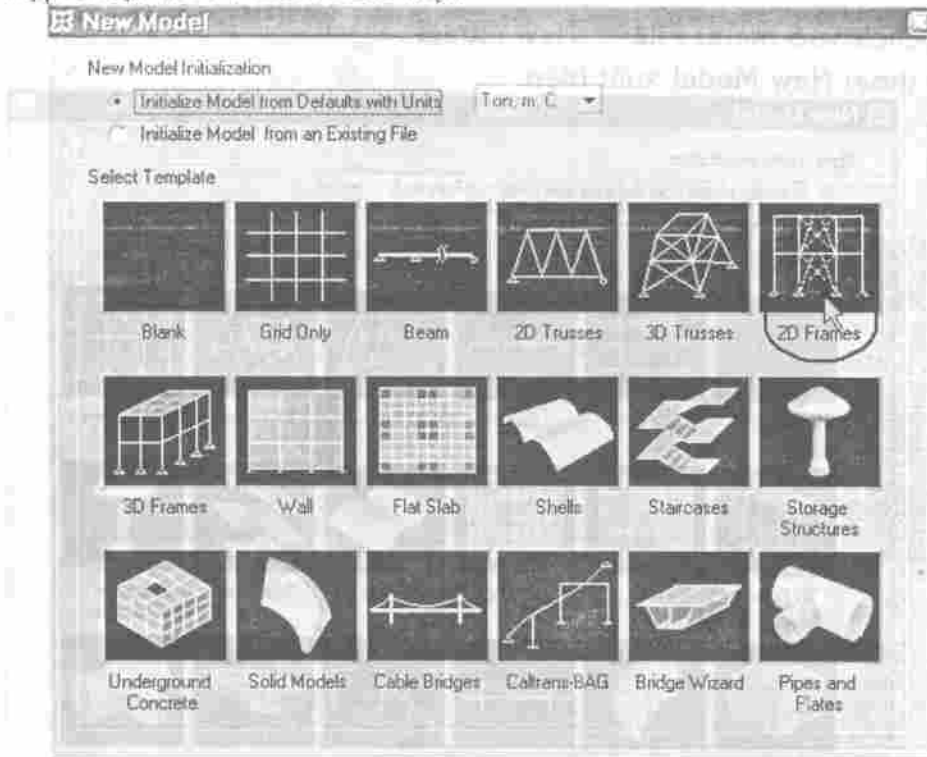 New Model
New Model Initialization
Initialize Model from Defaults with Units
Ton, m, C
Initialize Model from an Existing File
Select Template
Blank
Grid Only
Beam
2D Trusses
3D Trusses
2D Frames
3D Frames
Wall
Flat Slab
Shells
Staircases
Storage
Structures
Underground
Concrete
Solid Models
Cable Bridges
Caltrans-BAG
Bridge Wizard
Pipes and
Plates